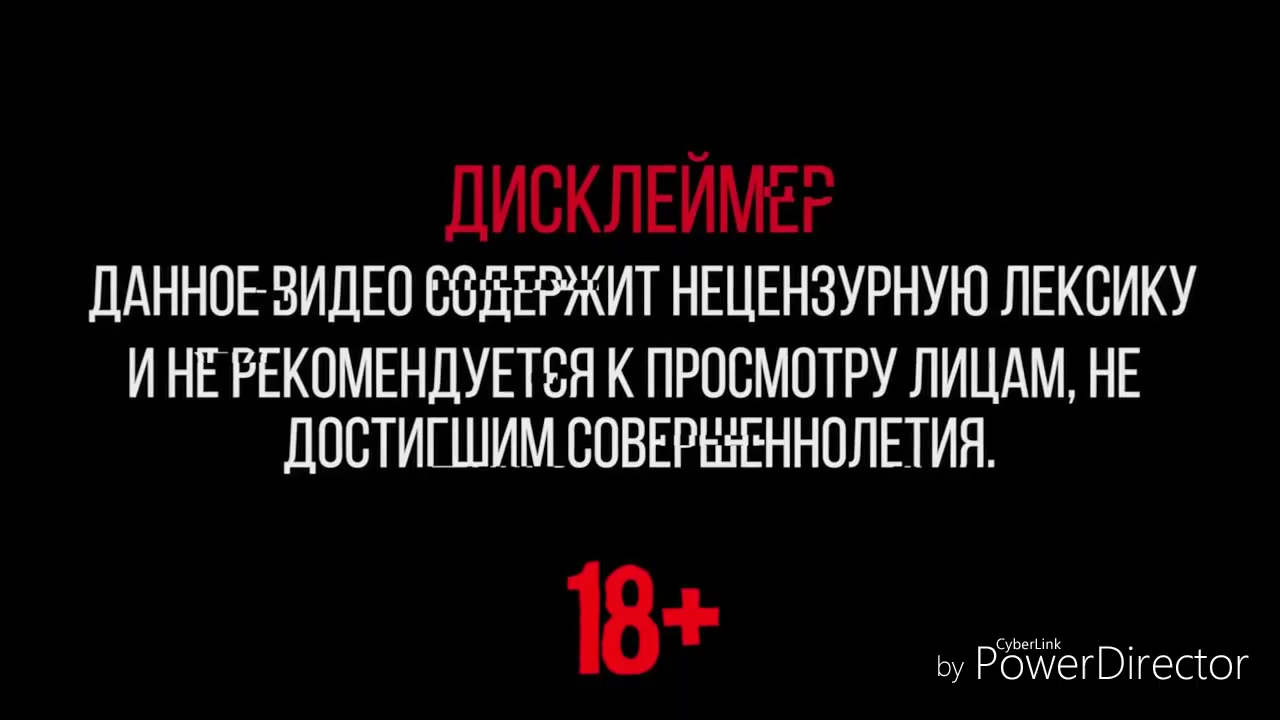 ДИСКЛЕЙМЕР
ДАННОЕ ВИДЕО СОДЕРЖИТ НЕЦЕНЗУРНУЮ ЛЕКСИКУ
И НЕ РЕКОМЕНДУЕТСЯ К ПРОСМОТРУ ЛИЦАМ, НЕ
ДОСТИГШИМ СОВЕРШЕННОЛЕТИЯ.
18+
CyberLink
by PowerDirector